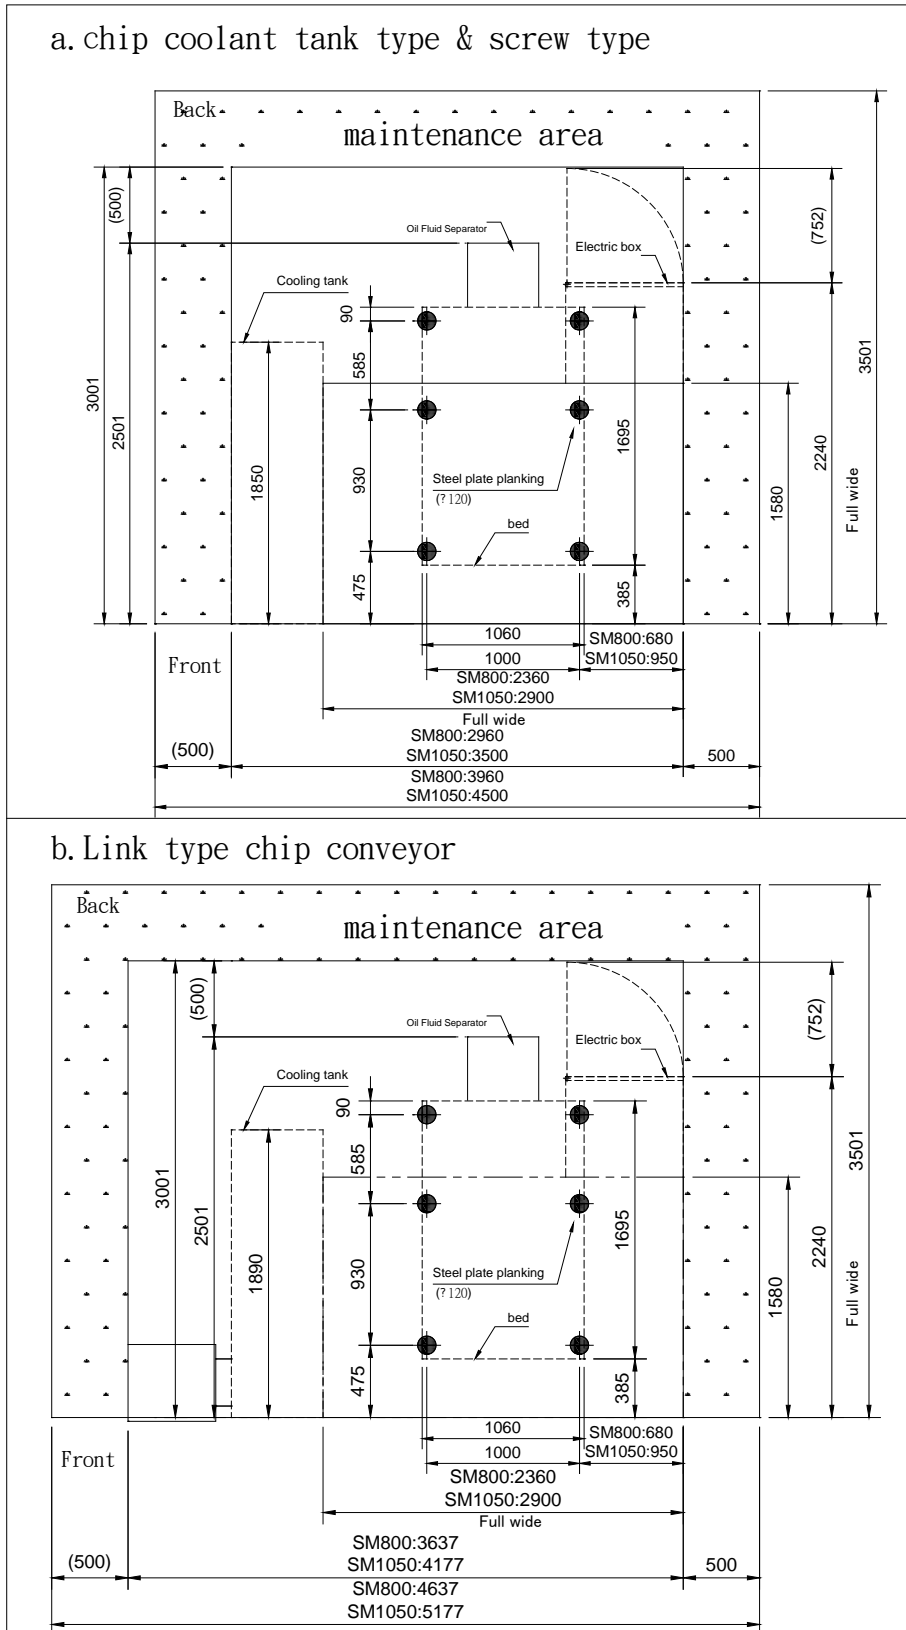 a. chip coolant tank type & screw type
Back
maintenance area
(500)
(752)
Oil Fluid Separator
Electric box
Cooling tank
90
585
3001
2501
3501
1850
930
1695
2240
1580
Full wide
Steel plate planking
(?120)
bed
475
385
Front
1060
1000
SM800:680
SM1050:950
SM800:2360
SM1050:2900
Full wide
(500)
SM800:2960
SM1050:3500
500
SM800:3960
SM1050:4500
b. Link type chip conveyor
Back
maintenance area
(500)
(752)
Oil Fluid Separator
Electric box
Cooling tank
90
585
3001
2501
3501
1890
930
1695
2240
1580
Full wide
Steel plate planking
(?120)
bed
475
385
Front
1060
1000
SM800:680
SM1050:950
SM800:2360
SM1050:2900
Full wide
(500)
SM800:3637
SM1050:4177
500
SM800:4637
SM1050:5177